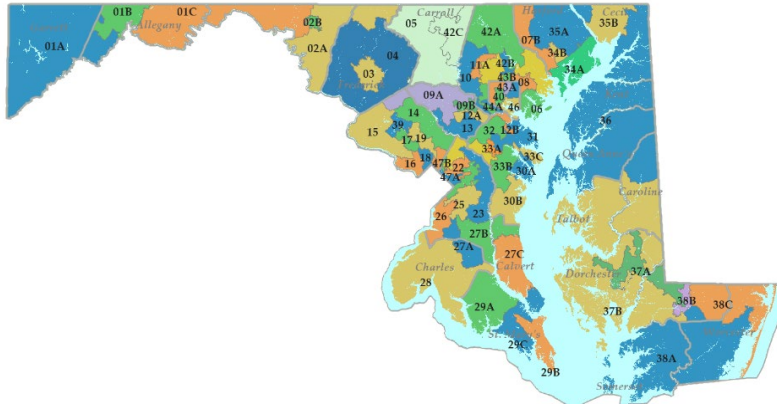 01B
01C
02B
05
Carroll
42C
42A
H
35A
Cecil
35B
07B
34B
01A
Allegany
02A
04
11A
42B
03
Frederick
10
43B
08
34A
09A
43A
40
09B
44A
46
06
14
12A
36
15
39
13
32
12B
31
17
19
33A
33C
16
18
47B
22
33B
30A
47A
Caroline
25
30B
26
23
Talbot
27B
27A
27C
Charles
Calvert
Dorchester
37A
28
29A
38B
38C
37B
St. Mary's
29C
38A
29B
Somerset